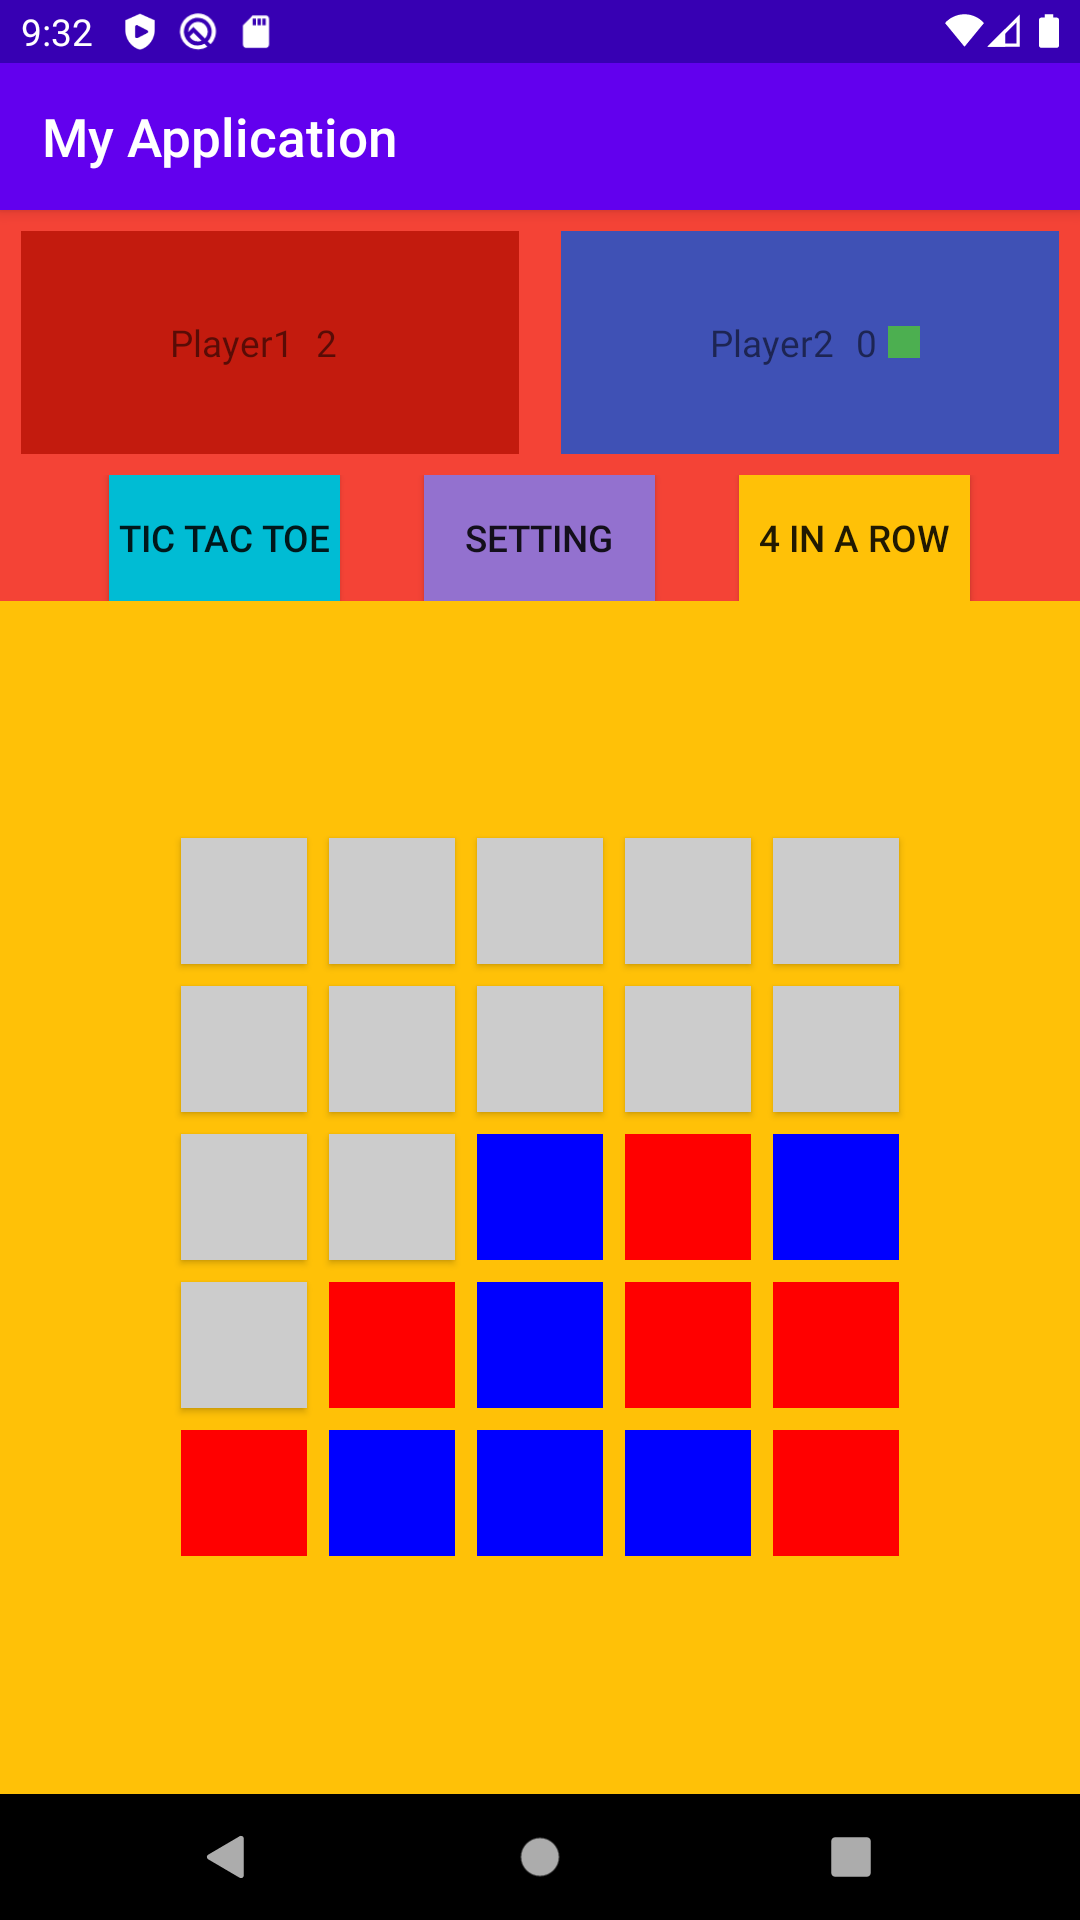 9:32
My Application
Player1 2
Player2 0
TIC TAC TOE
SETTING
4 IN A ROW